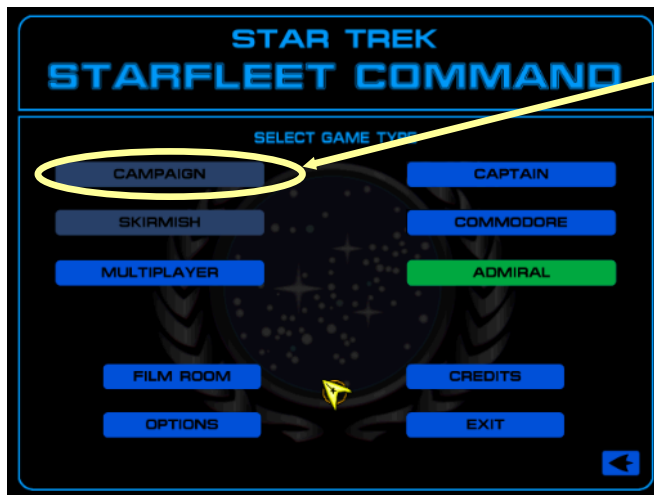 STAR TREK
STARFLEET COMMAND
SELECT GAME TYPE
CAMPAIGN
CAPTAIN
SKIRMISH
COMMODORE
MULTIPLAYER
ADMIRAL
FILM ROOM
CREDITS
OPTIONS
EXIT